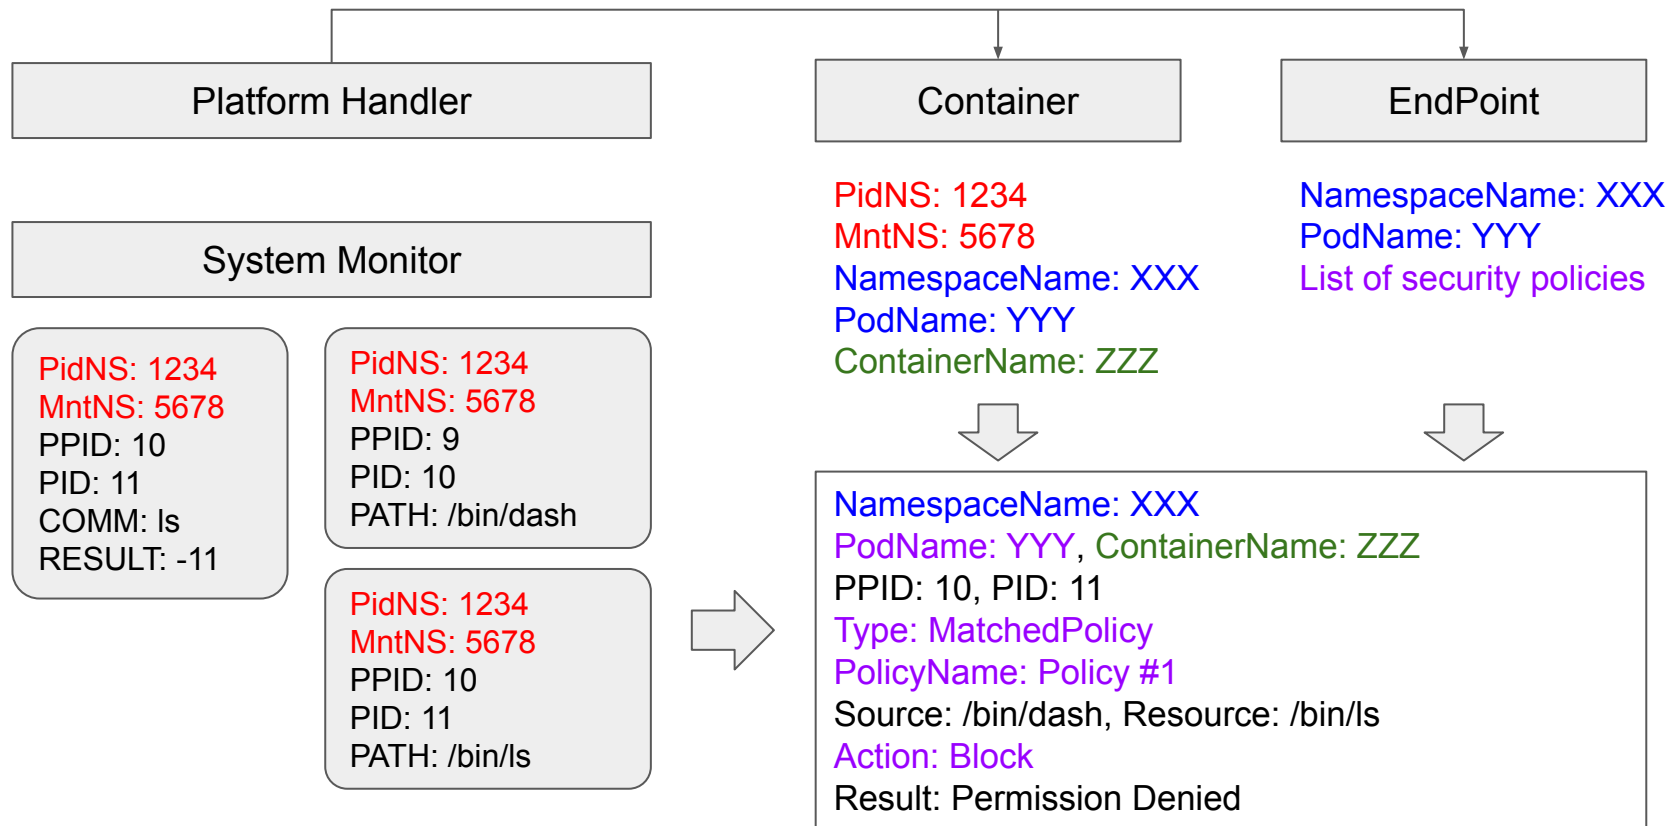 Platform Handler
Container
EndPoint
System Monitor
PidNS: 1234
MntNS: 5678
PPID: 10
PID: 11
COMM: ls
RESULT: -11
PidNS: 1234
MntNS: 5678
PPID: 9
PID: 10
PATH: /bin/dash
PidNS: 1234
MntNS: 5678
PPID: 10
PID: 11
PATH: /bin/ls
PidNS: 1234
MntNS: 5678
NamespaceName: XXX
PodName: YYY
ContainerName: ZZZ
NamespaceName: XXX
PodName: YYY
List of security policies
NamespaceName: XXX
PodName: YYY, ContainerName: ZZZ
PPID: 10, PID: 11
Type: MatchedPolicy
PolicyName: Policy #1
Source: /bin/dash, Resource: /bin/ls
Action: Block
Result: Permission Denied